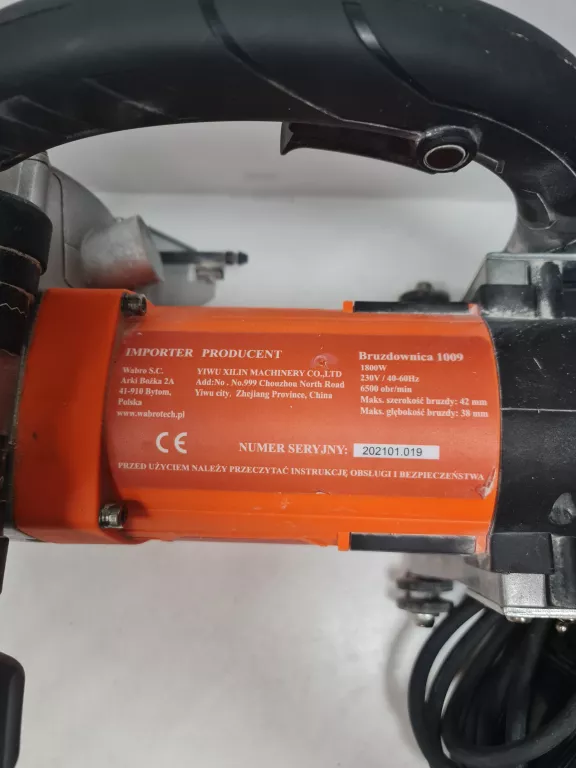 IMPORTER PRODUCENT
Wabro S.C.
Arki Bożka 2A
41-910 Bytom,
Polska
www.wabrotech.pl
YIWU XILIN MACHINERY CO.,LTD
Add:No . No.999 Chouzhou North Road
Yiwu city. Zhejiang Province, China
Bruzdownica 1009
1800W
230V / 40-60Hz
6500 obr/min
Maks. szerokość bruzdy: 42 mm
Maks. głębokość bruzdy: 38 mm
CE
NUMER SERYJNY: 202101.019
PRZED UŻYCIEM NALEŻY PRZECZYTAĆ INSTRUKCJĘ OBSŁUGI I BEZPIECZEŃSTWA